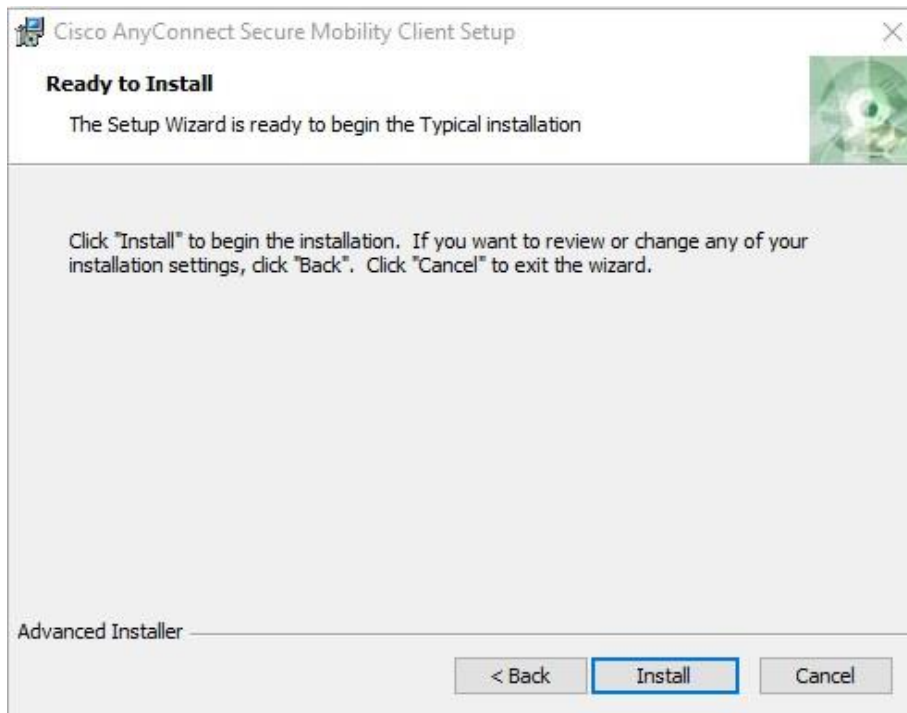 Cisco AnyConnect Secure Mobility Client Setup
Ready to Install
The Setup Wizard is ready to begin the Typical installation
Click "Install" to begin the installation.  If you want to review or change any of your
installation settings, click "Back".  Click "Cancel" to exit the wizard.
Advanced Installer
< Back Install Cancel